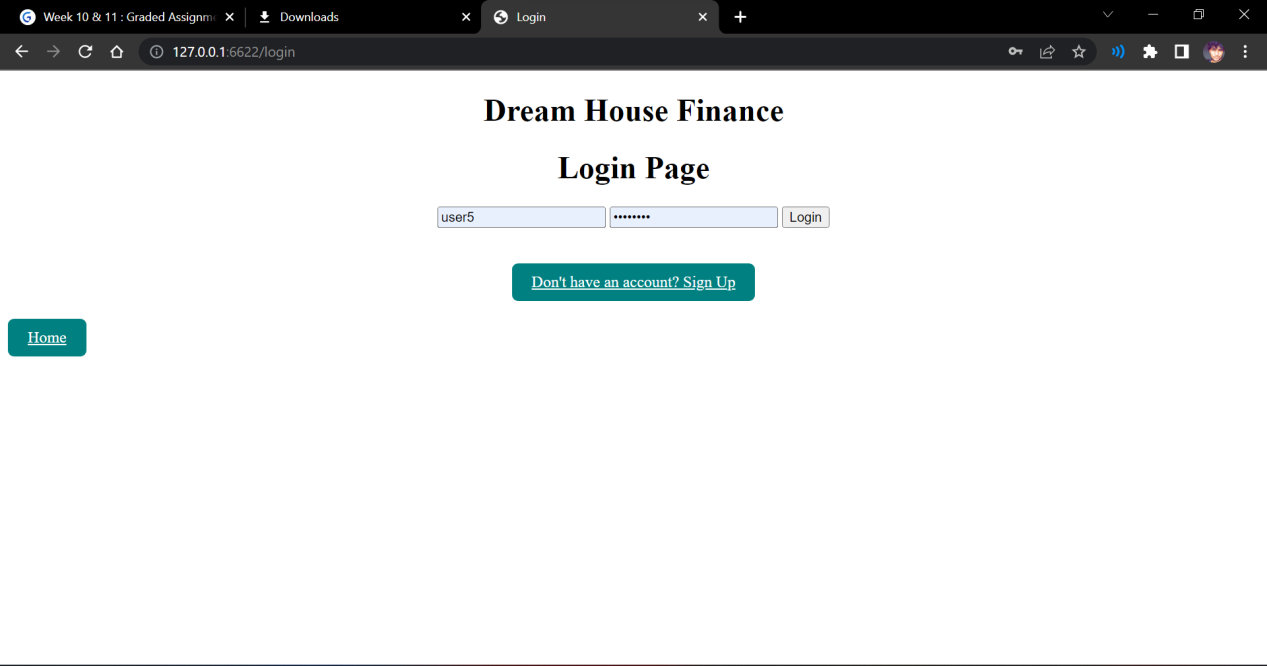 Week 10 & 11 : Graded Assignm
Downloads
Login
127.0.0.1:6622/login
Dream House Finance
Login Page
user5
••••••••
Login
Don't have an account? Sign Up
Home